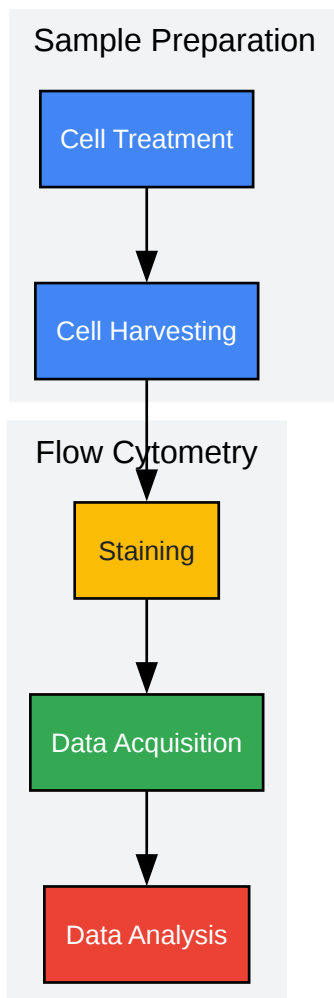 Sample Preparation
Cell Treatment
Cell Harvesting
Flow Cytometry
Staining
Data Acquisition
Data Analysis